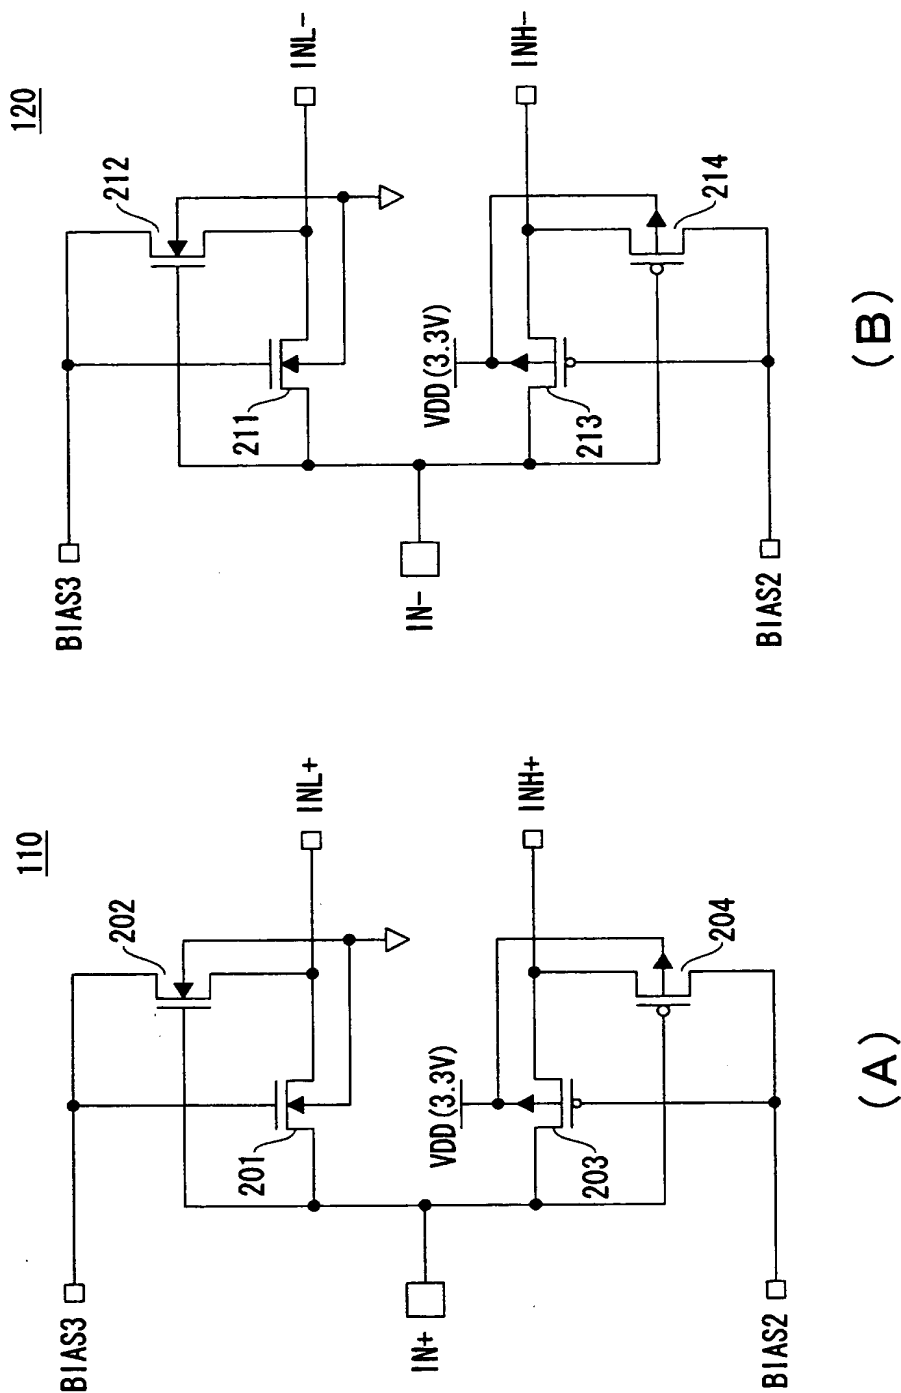 110
BIAS3
202
201
INL+
IN+
VDD (3.3V)
203
INH+
204
BIAS2
(A)
120
BIAS3
212
211
INL-
IN-
VDD (3.3V)
213
INH-
214
BIAS2
(B)